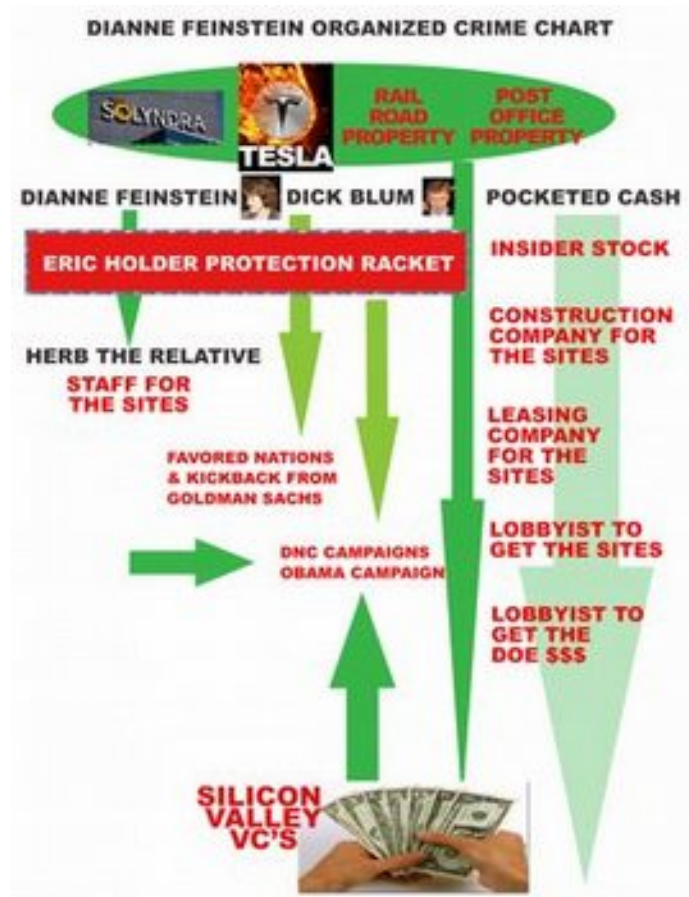 DIANNE FEINSTEIN ORGANIZED CRIME CHART
SOLYNDRA
TESLA
RAIL
ROAD
PROPERTY
POST
OFFICE
PROPERTY
DIANNE FEINSTEIN
DICK BLUM
POCKETED CASH
ERIC HOLDER PROTECTION RACKET
HERB THE RELATIVE
STAFF FOR
THE SITES
FAVORED NATIONS
& KICKBACK FROM
GOLDMAN SACHS
DNC CAMPAIGNS
OBAMA CAMPAIGN
INSIDER STOCK
CONSTRUCTION
COMPANY FOR
THE SITES
LEASING
COMPANY
FOR THE
SITES
LOBBYIST TO
GET THE SITES
LOBBYIST TO
GET THE
DOE $$$
SILICON
VALLEY
VC'S